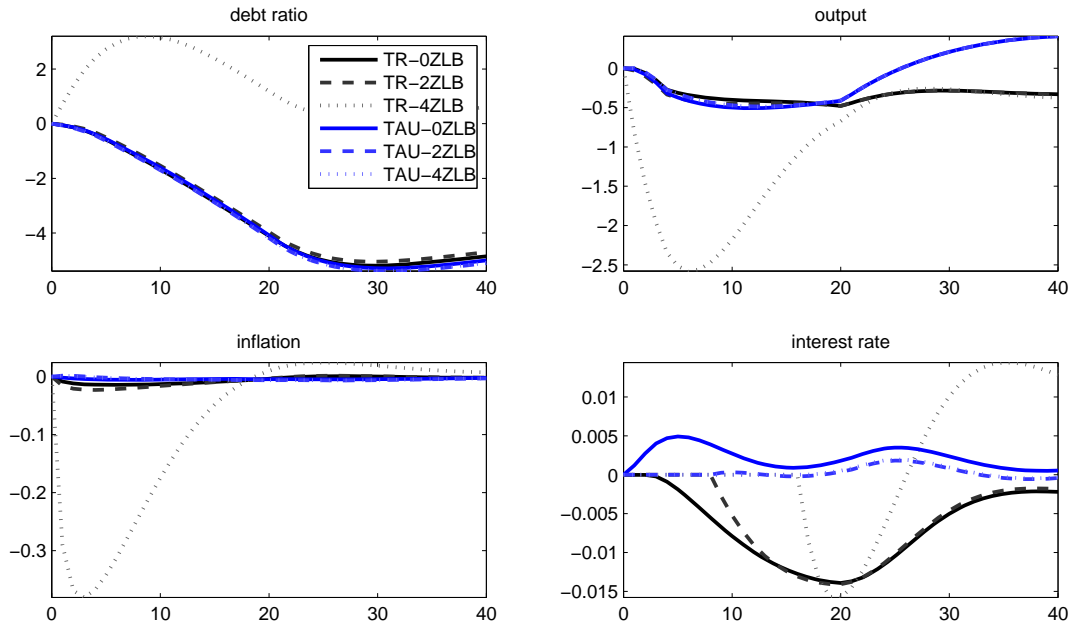 debt ratio
2
0
−2
−4
0 10 20 30 40
TR−0ZLB
TR−2ZLB
TR−4ZLB
TAU−0ZLB
TAU−2ZLB
TAU−4ZLB
output
0
−0.5
−1
−1.5
−2
−2.5
0 10 20 30 40
inflation
0
−0.1
−0.2
−0.3
0 10 20 30 40
interest rate
0.01
0.005
0
−0.005
−0.01
−0.015
0 10 20 30 40